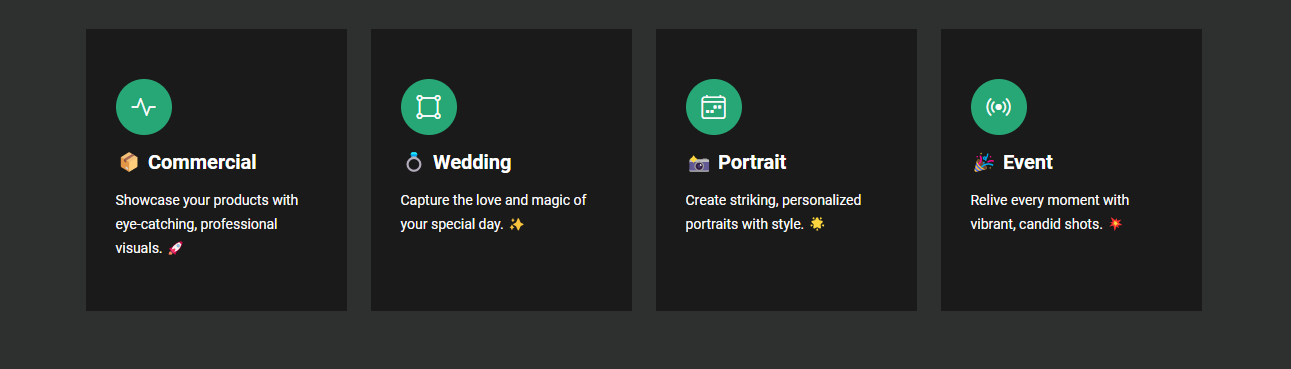 📦 Commercial
Showcase your products with
eye-catching, professional
visuals. 🚀
💍 Wedding
Capture the love and magic of
your special day. ✨
📸 Portrait
Create striking, personalized
portraits with style. 🌟
🎉 Event
Relive every moment with
vibrant, candid shots. 💥